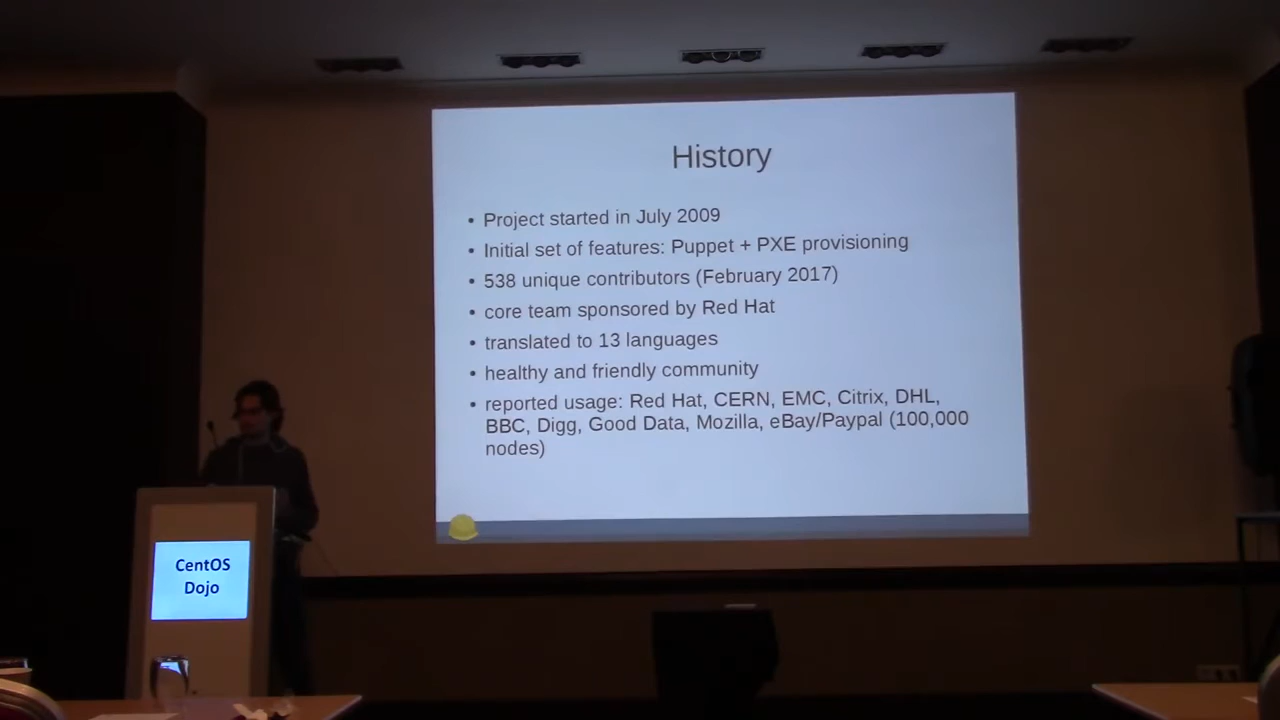 History
• Project started in July 2009
• Initial set of features: Puppet + PXE provisioning
• 538 unique contributors (February 2017)
• core team sponsored by Red Hat
• translated to 13 languages
• healthy and friendly community
• reported usage: Red Hat, CERN, EMC, Citrix, DHL,
BBC, Digg, Good Data, Mozilla, eBay/Paypal (100,000
nodes)
CentOS
Dojo